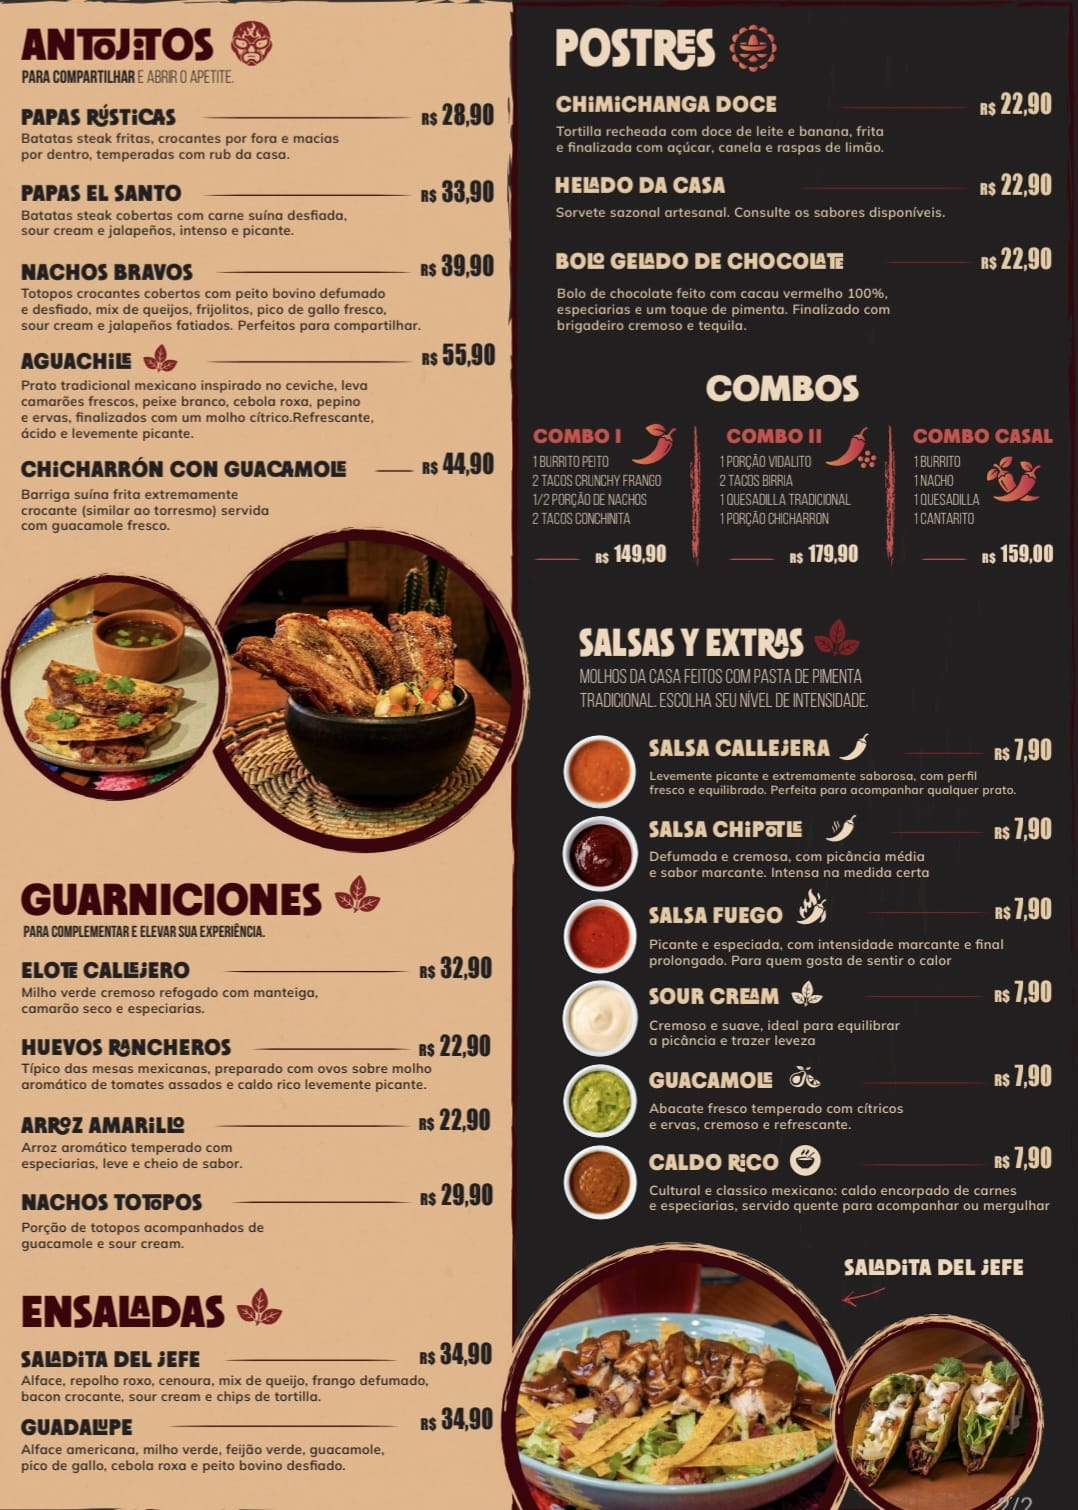 ANTOJITOS
PARA COMPARTILHAR E ABRIR O APETITE.
PAPAS RÚSTICAS R$ 28,90
Batatas steak fritas, crocantes por fora e macias
por dentro, temperadas com rub da casa.
PAPAS EL SANTO R$ 33,90
Batatas steak cobertas com carne suína desfiada,
sour cream e jalapeños, intenso e picante.
NACHOS BRAVOS R$ 39,90
Totopos crocantes cobertos com peito bovino defumado
e desfiado, mix de queijos, frijolitos, pico de gallo fresco,
sour cream e jalapeños fatiados. Perfeitos para compartilhar.
AGUACHILE R$ 55,90
Prato tradicional mexicano inspirado no ceviche, leva
camarões frescos, peixe branco, cebola roxa, pepino
e ervas, finalizados com um molho cítrico.Refrescante,
ácido e levemente picante.
CHICHARRÓN CON GUACAMOLE R$ 44,90
Barriga suína frita extremamente
crocante (similar ao torresmo) servida
com guacamole fresco.
GUARNICIONES
PARA COMPLEMENTAR E ELEVAR SUA EXPERIÊNCIA.
ELOTE CALLEJERO R$ 32,90
Milho verde cremoso refogado com manteiga,
camarão seco e especiarias.
HUEVOS RANCHEROS R$ 22,90
Típico das mesas mexicanas, preparado com ovos sobre molho
aromático de tomates assados e caldo rico levemente picante.
ARROZ AMARILLO R$ 22,90
Arroz aromático temperado com
especiarias, leve e cheio de sabor.
NACHOS TOTOPOS R$ 29,90
Porção de totopos acompanhados de
guacamole e sour cream.
ENSALADAS
SALADITA DEL JEFE R$ 34,90
Alface, repolho roxo, cenoura, mix de queijo, frango defumado,
bacon crocante, sour cream e chips de tortilla.
GUADALUPE R$ 34,90
Alface americana, milho verde, feijão verde, guacamole,
pico de gallo, cebola roxa e peito bovino desfiado.
POSTRES
CHIMICHANGA DOCE R$ 22,90
Tortilla recheada com doce de leite e banana, frita
e finalizada com açúcar, canela e raspas de limão.
HELADO DA CASA R$ 22,90
Sorvete sazonal artesanal. Consulte os sabores disponíveis.
BOLO GELADO DE CHOCOLATE R$ 22,90
Bolo de chocolate feito com cacau vermelho 100%,
especiarias e um toque de pimenta. Finalizado com
brigadeiro cremoso e tequila.
COMBOS
COMBO I
1 BURRITO PEITO
2 TACOS CRUNCHY FRANGO
1/2 PORÇÃO DE NACHOS
2 TACOS CONCHINITA
R$ 149,90
COMBO II
1 PORÇÃO VIDALITO
2 TACOS BIRRIA
1 QUESADILLA TRADICIONAL
1 PORÇÃO CHICHARRON
R$ 179,90
COMBO CASAL
1 BURRITO
1 NACHO
1 QUESADILLA
1 CANTARITO
R$ 159,00
SALSAS Y EXTRAS
MOLHOS DA CASA FEITOS COM PASTA DE PIMENTA
TRADICIONAL. ESCOLHA SEU NÍVEL DE INTENSIDADE.
SALSA CALLEJERA R$ 7,90
Levemente picante e extremamente saborosa, com perfil
fresco e equilibrado. Perfeita para acompanhar qualquer prato.
SALSA CHIPOTLE R$ 7,90
Defumada e cremosa, com picância média
e sabor marcante. Intensa na medida certa
SALSA FUEGO R$ 7,90
Picante e especiada, com intensidade marcante e final
prolongado. Para quem gosta de sentir o calor
SOUR CREAM R$ 7,90
Cremoso e suave, ideal para equilibrar
a picância e trazer leveza
GUACAMOLE R$ 7,90
Abacate fresco temperado com cítricos
e ervas, cremoso e refrescante.
CALDO RICO R$ 7,90
Cultural e classico mexicano: caldo encorpado de carnes
e especiarias, servido quente para acompanhar ou mergulhar
SALADITA DEL JEFE
2/2